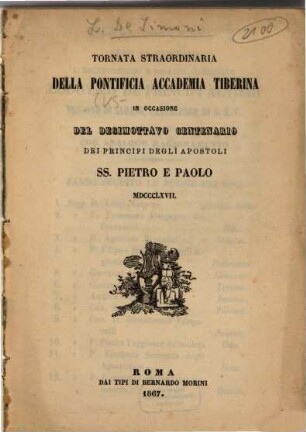 L. De Simoni
2100
TORNATA STRAORDINARIA
DELLA PONTIFICIA ACCADEMIA TIBERINA
IN OCCASIONE
DEL DECIMOTTAVO CENTENARIO
DEI PRINCIPI DEGLI APOSTOLI
SS. PIETRO E PAOLO
MDCCCLXVII.
ROMA
DAI TIPI DI BERNARDO MORINI
1867.